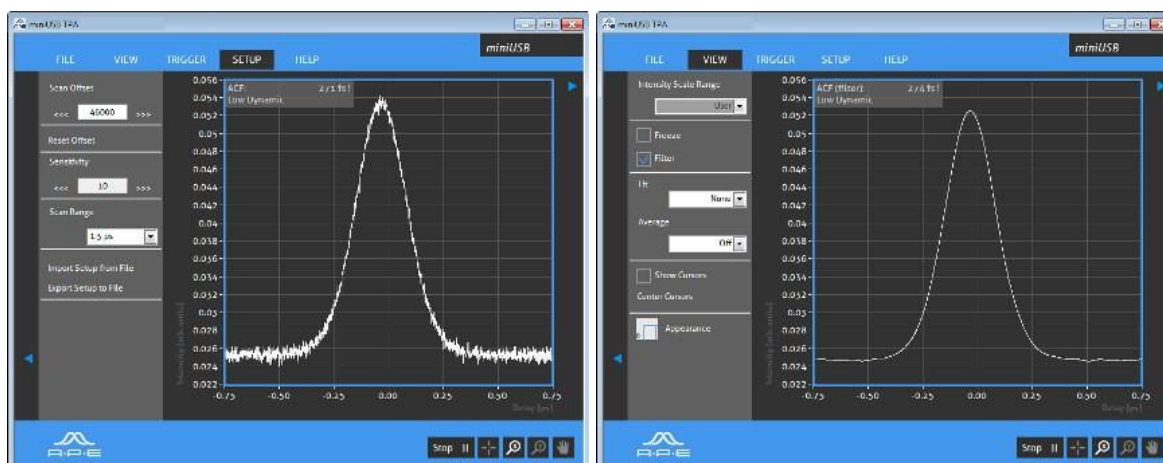 miniUSB TPA
miniUSB
FILE VIEW TRIGGER SETUP HELP
Scan Offset
<<< 46000 >>>
Reset Offset
Sensitivity
<<< 10 >>>
Scan Range
1.5 ps
Import Setup from File
Export Setup to File
ACF:
Low Dynamic
0.056
0.054
0.052
0.05
0.048
0.046
0.044
0.042
0.04
0.038
0.036
0.034
0.032
0.03
0.028
0.026
0.024
0.022
Intensity [arb. units]
-0.75 -0.50 -0.25 0.00 0.25 0.50 0.75
Delay [ps]
A·P·E
Stop
miniUSB TPA
miniUSB
FILE VIEW TRIGGER SETUP HELP
Intensity Scale Range
User
Freeze
Filter
Fit
None
Average
Off
Show Cursors
Center Cursors
Appearance
ACF (filter):
Low Dynamic
0.056
0.054
0.052
0.05
0.048
0.046
0.044
0.042
0.04
0.038
0.036
0.034
0.032
0.03
0.028
0.026
0.024
0.022
Intensity [arb. units]
-0.75 -0.50 -0.25 0.00 0.25 0.50 0.75
Delay [ps]
A·P·E
Stop